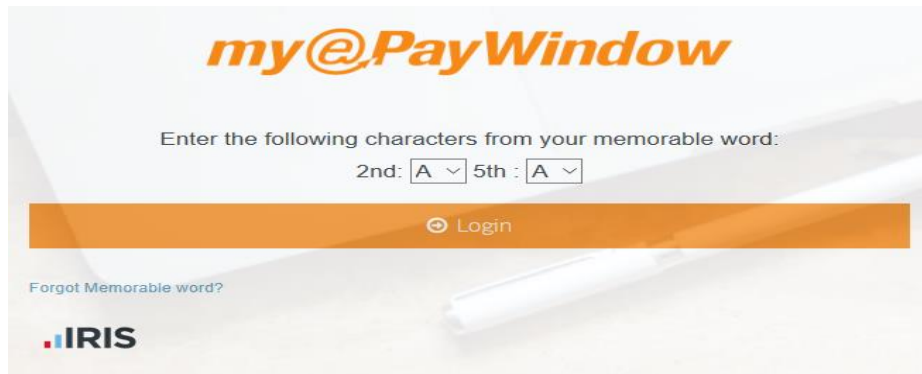 my@PayWindow
Enter the following characters from your memorable word:
2nd: A 5th : A
Login
Forgot Memorable word?
IRIS